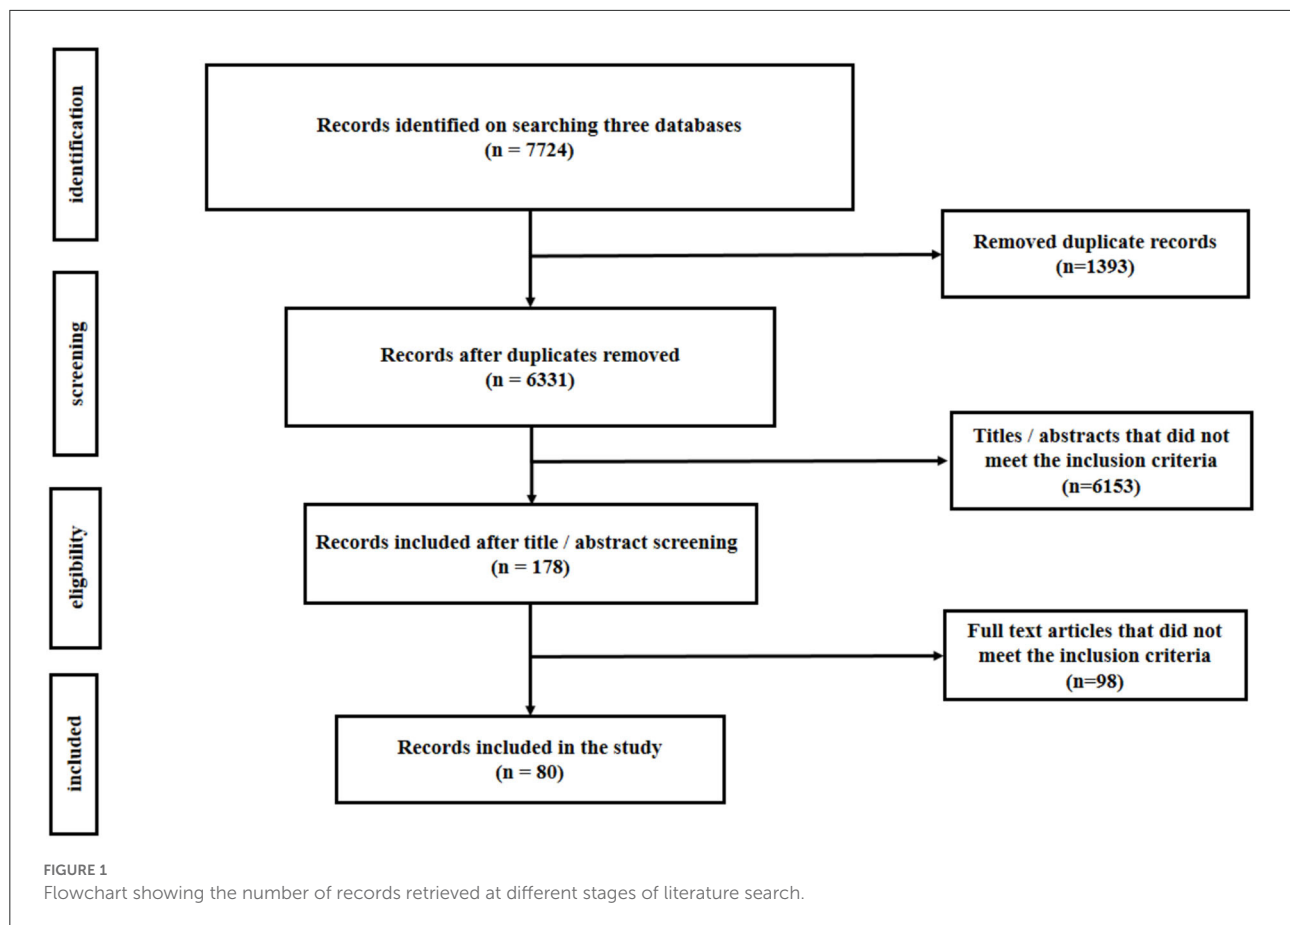 identification
Records identified on searching three databases
(n = 7724)
Removed duplicate records
(n=1393)
screening
Records after duplicates removed
(n = 6331)
Titles / abstracts that did not
meet the inclusion criteria
(n=6153)
eligibility
Records included after title / abstract screening
(n = 178)
Full text articles that did not
meet the inclusion criteria
(n=98)
included
Records included in the study
(n = 80)
FIGURE 1
Flowchart showing the number of records retrieved at different stages of literature search.